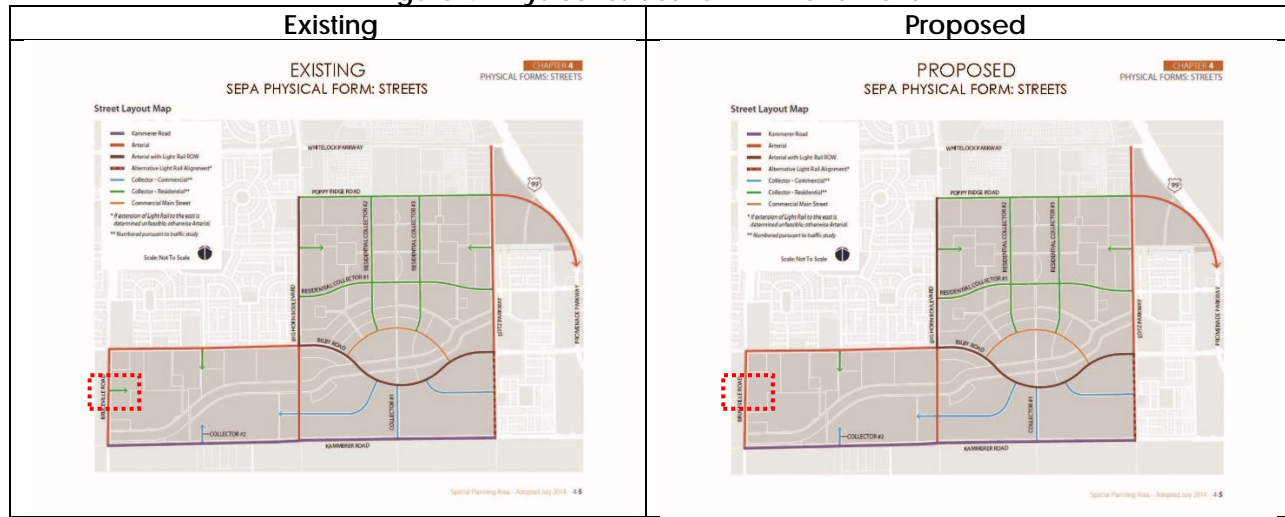 Existing
Proposed
EXISTING
SEPA PHYSICAL FORM: STREETS
CHAPTER 4
PHYSICAL FORMS: STREETS
Street Layout Map
Kammerer Road
Arterial
Arterial with Light Rail ROW
Alternative Light Rail Alignment*
Collector - Commercial**
Collector - Residential**
Commercial Main Street
* If extension of Light Rail to the east is
determined unfeasible; otherwise Arterial.
** Numbered pursuant to traffic study
Scale: Not To Scale
WHITELOCK PARKWAY
99
POPPY RIDGE ROAD
RESIDENTIAL COLLECTOR #2
RESIDENTIAL COLLECTOR #3
RESIDENTIAL COLLECTOR #1
BIG HORN BOULEVARD
LOTZ PARKWAY
PROMENADE PARKWAY
BILBY ROAD
BRUCEVILLE ROAD
COLLECTOR #1
COLLECTOR #2
KAMMERER ROAD
Special Planning Area - Adopted July 2014 4-5
PROPOSED
SEPA PHYSICAL FORM: STREETS
CHAPTER 4
PHYSICAL FORMS: STREETS
Street Layout Map
Kammerer Road
Arterial
Arterial with Light Rail ROW
Alternative Light Rail Alignment*
Collector - Commercial**
Collector - Residential**
Commercial Main Street
* If extension of Light Rail to the east is
determined unfeasible; otherwise Arterial.
** Numbered pursuant to traffic study
Scale: Not To Scale
WHITELOCK PARKWAY
99
POPPY RIDGE ROAD
RESIDENTIAL COLLECTOR #2
RESIDENTIAL COLLECTOR #3
RESIDENTIAL COLLECTOR #1
BIG HORN BOULEVARD
LOTZ PARKWAY
PROMENADE PARKWAY
BILBY ROAD
BRUCEVILLE ROAD
COLLECTOR #1
COLLECTOR #2
KAMMERER ROAD
Special Planning Area - Adopted July 2014 4-5